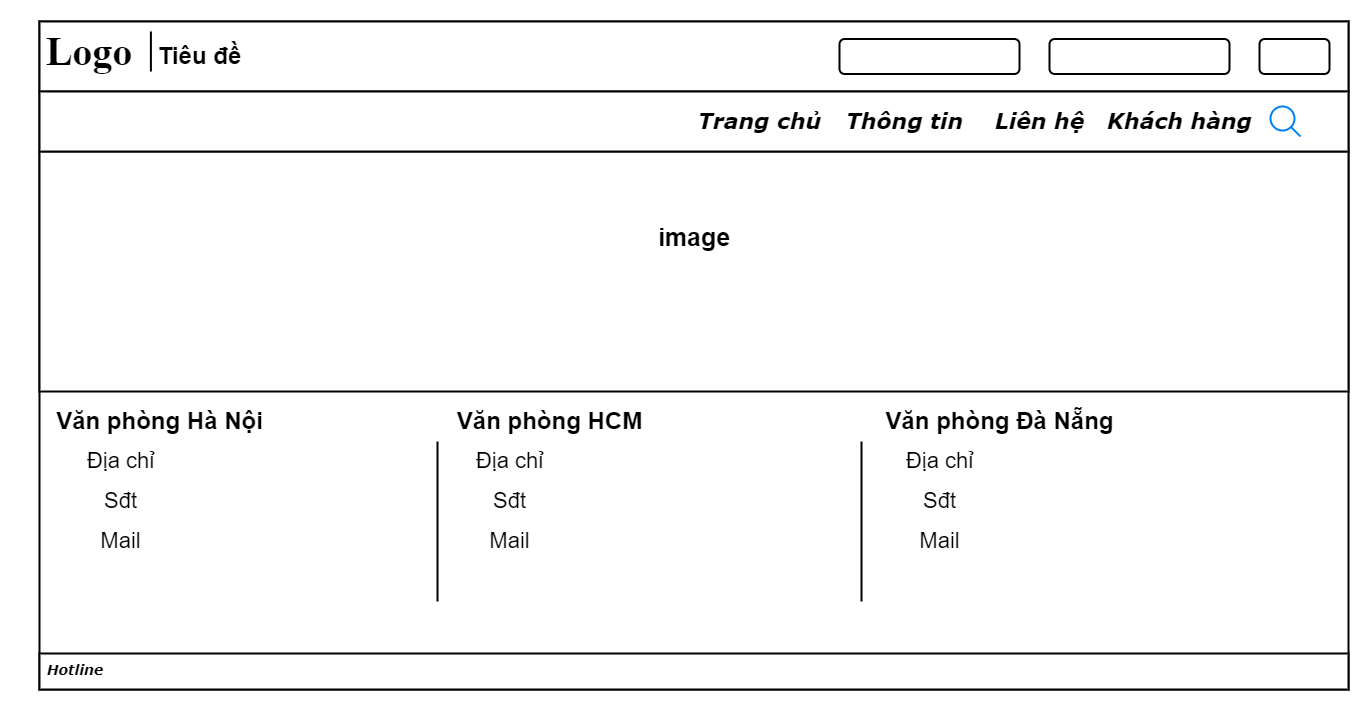 Logo Tiêu đề
Trang chủ Thông tin Liên hệ Khách hàng
image
Văn phòng Hà Nội
Địa chỉ
Sđt
Mail
Văn phòng HCM
Địa chỉ
Sđt
Mail
Văn phòng Đà Nẵng
Địa chỉ
Sđt
Mail
Hotline